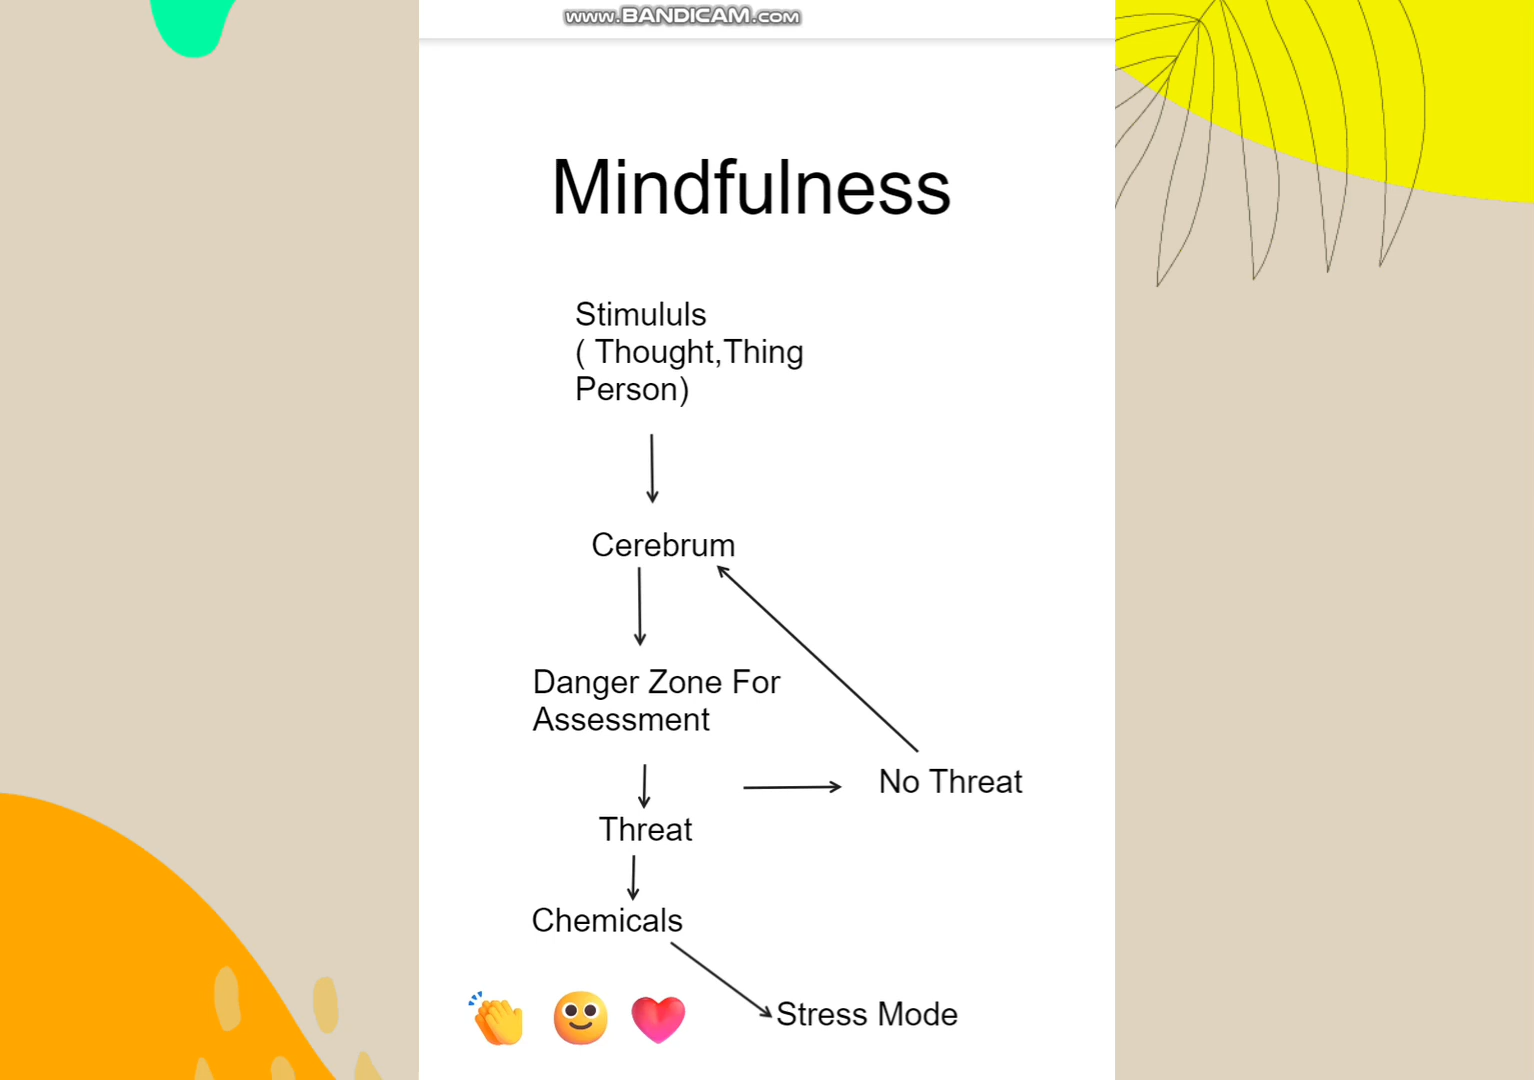 www.BANDICAM.com
Mindfulness
Stimululs
( Thought,Thing
Person)
Cerebrum
Danger Zone For
Assessment
No Threat
Threat
Chemicals
Stress Mode